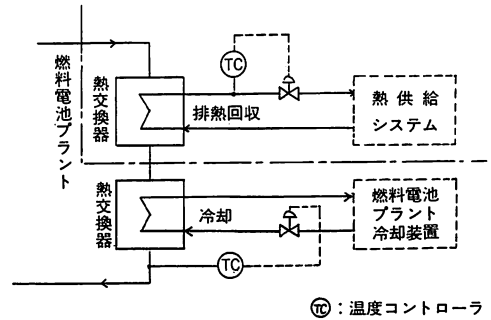 燃料電池プラント
熱交換器
TC
排熱回収
熱供給
システム
熱交換器
冷却
TC
燃料電池
プラント
冷却装置
TC：温度コントローラ